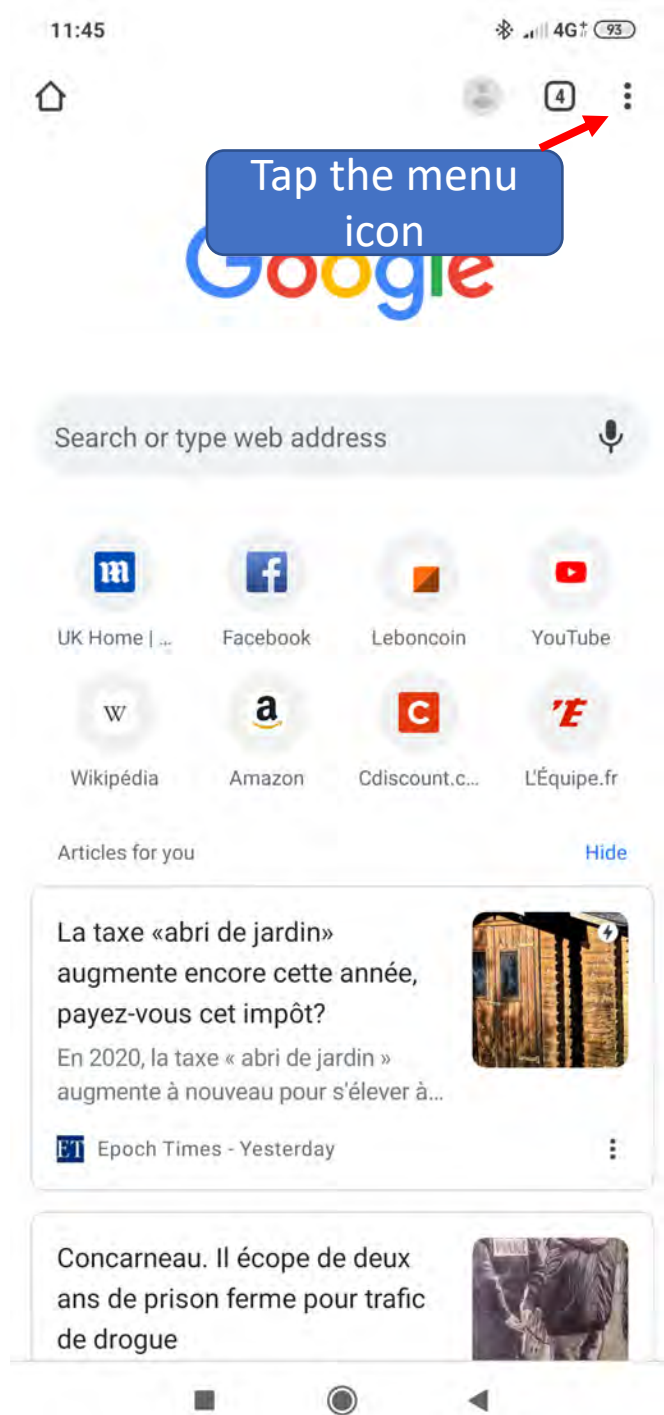 11:45 4G+ 93
4
Tap the menu
icon
Google
Search or type web address
m f
UK Home | ... Facebook Leboncoin YouTube
W a C 'E
Wikipédia Amazon Cdiscount.c... L'Équipe.fr
Articles for you Hide
La taxe «abri de jardin»
augmente encore cette année,
payez-vous cet impôt?
En 2020, la taxe « abri de jardin »
augmente à nouveau pour s'élever à...
ET Epoch Times - Yesterday
Concarneau. Il écope de deux
ans de prison ferme pour trafic
de drogue